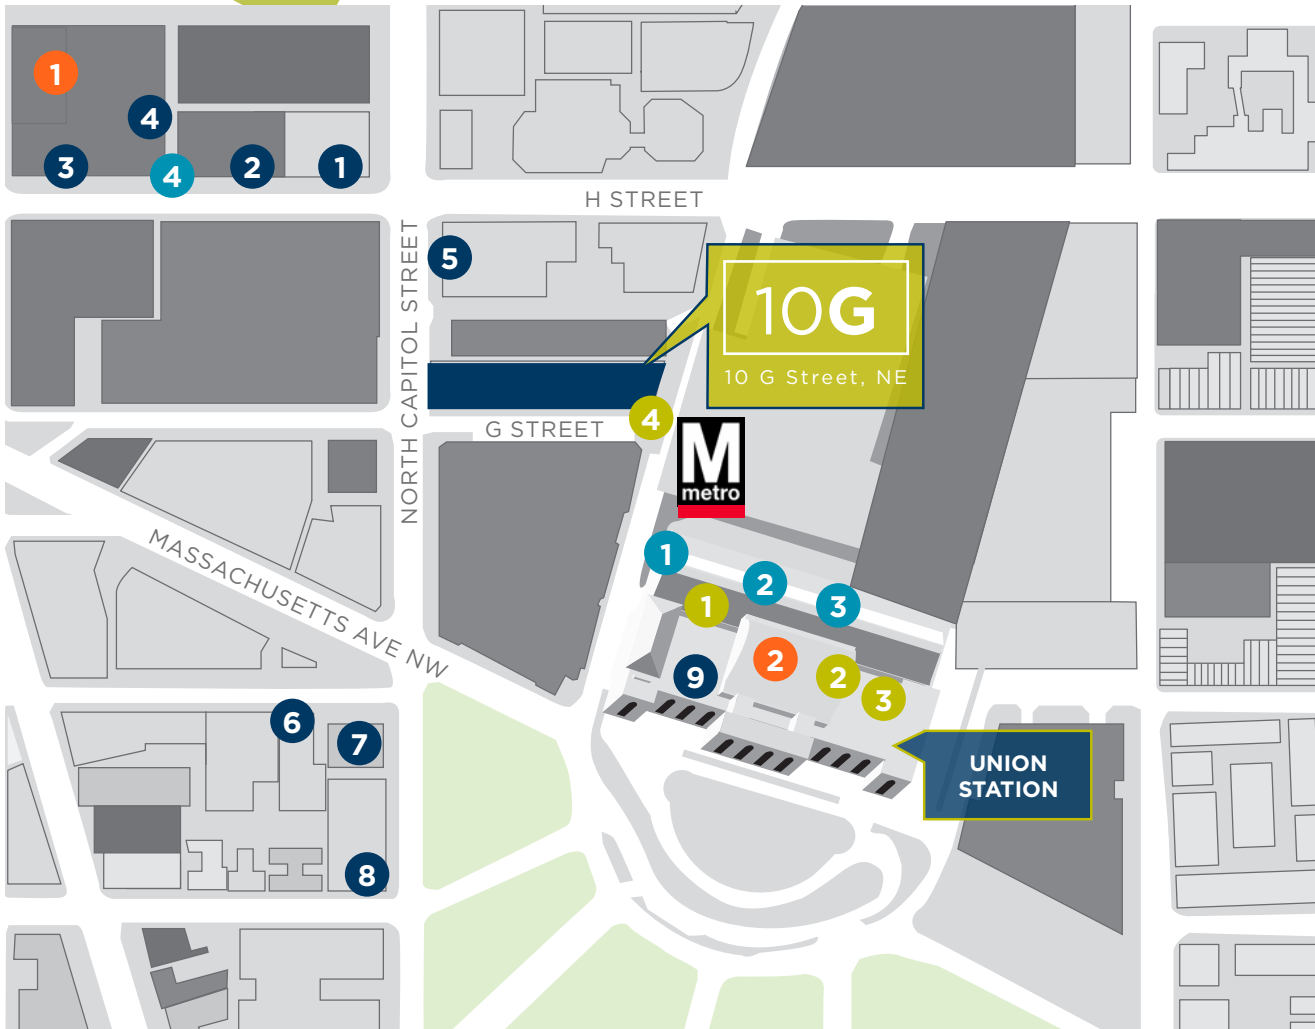 1
4
3
4
2
1
H STREET
NORTH CAPITOL STREET
5
10G
10 G Street, NE
4
G STREET
M
metro
MASSACHUSETTS AVE NW
1
2
3
1
2
2
3
9
6
7
8
UNION
STATION